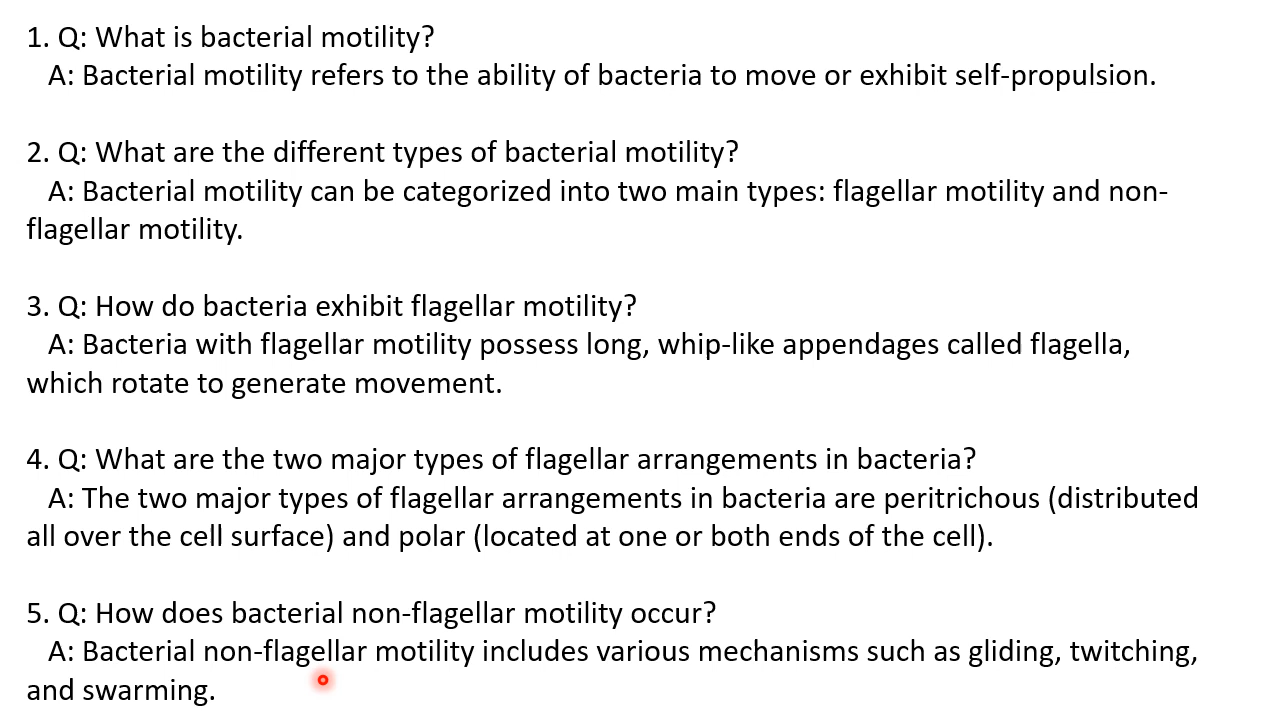 1. Q: What is bacterial motility?
A: Bacterial motility refers to the ability of bacteria to move or exhibit self-propulsion.
2. Q: What are the different types of bacterial motility?
A: Bacterial motility can be categorized into two main types: flagellar motility and non-
flagellar motility.
3. Q: How do bacteria exhibit flagellar motility?
A: Bacteria with flagellar motility possess long, whip-like appendages called flagella,
which rotate to generate movement.
4. Q: What are the two major types of flagellar arrangements in bacteria?
A: The two major types of flagellar arrangements in bacteria are peritrichous (distributed
all over the cell surface) and polar (located at one or both ends of the cell).
5. Q: How does bacterial non-flagellar motility occur?
A: Bacterial non-flagellar motility includes various mechanisms such as gliding, twitching,
and swarming.